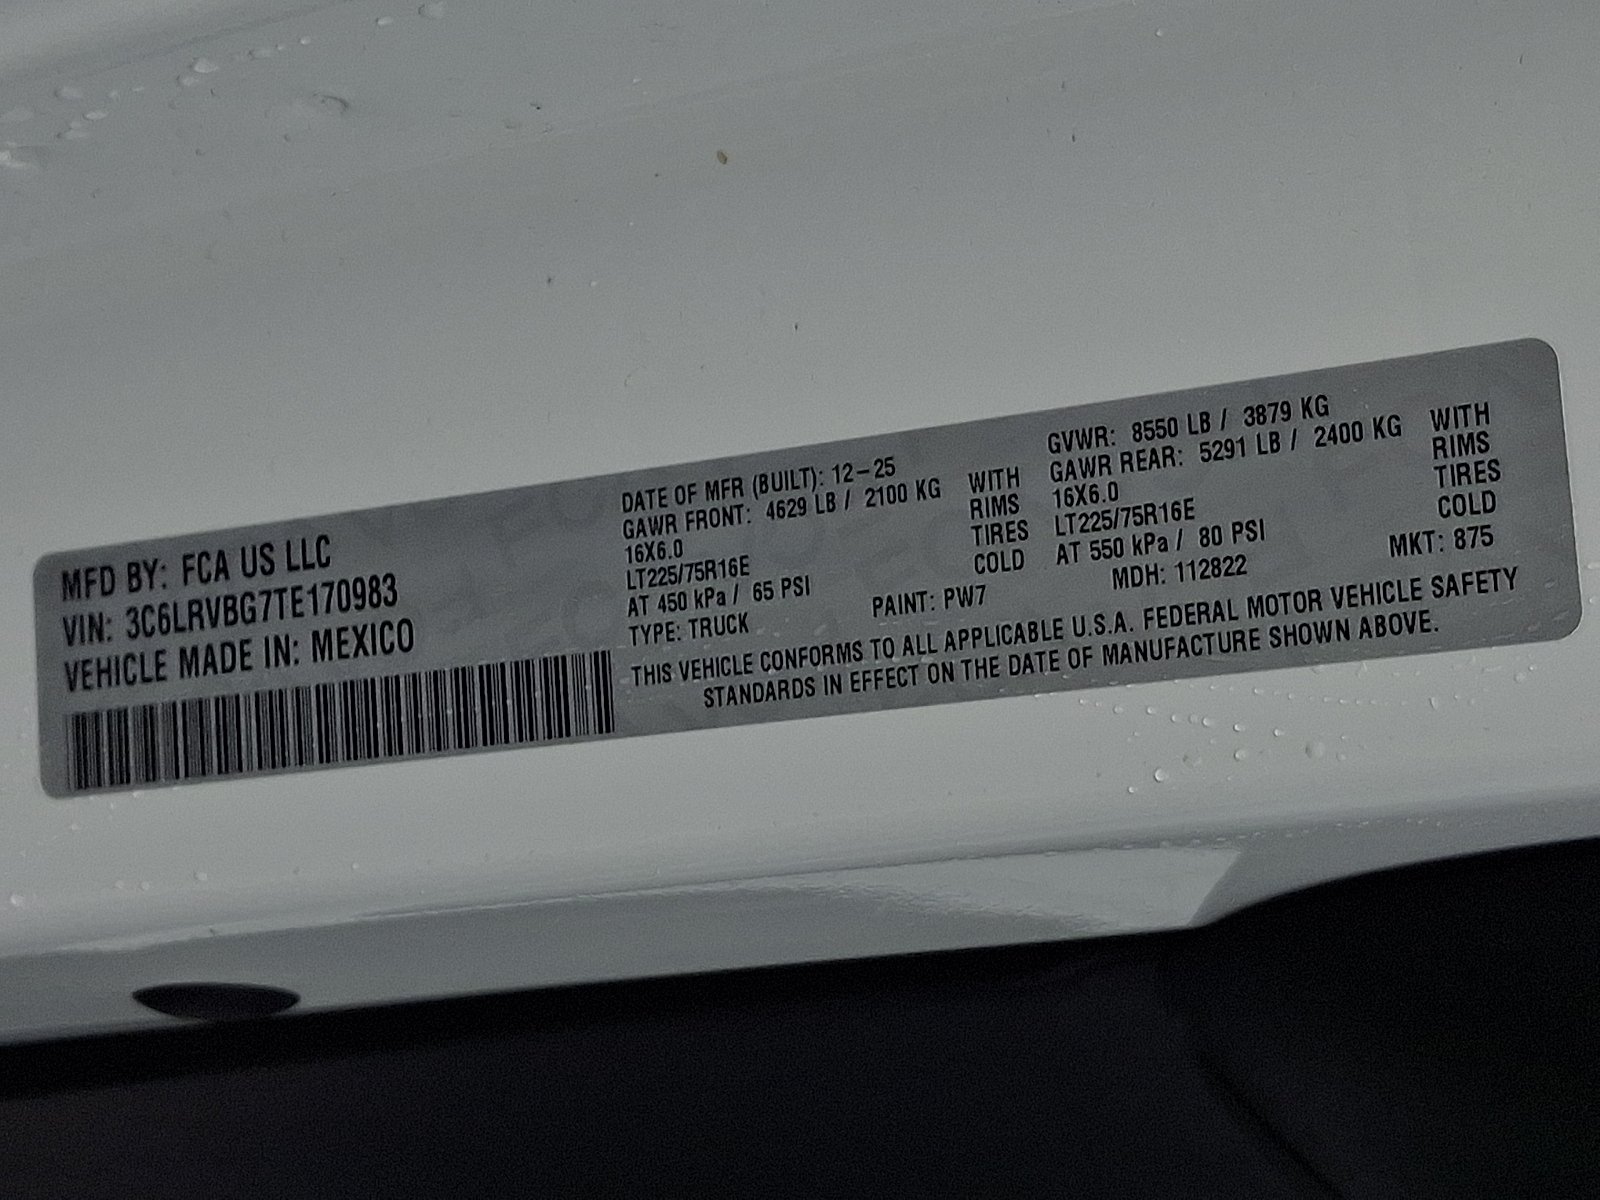 MFD BY: FCA US LLC
VIN: 3C6LRVBG7TE170983
VEHICLE MADE IN: MEXICO
DATE OF MFR (BUILT): 12-25
GAWR FRONT: 4629 LB / 2100 KG WITH
16X6.0 RIMS
LT225/75R16E TIRES
AT 450 kPa / 65 PSI COLD
TYPE: TRUCK PAINT: PW7
GVWR: 8550 LB / 3879 KG
GAWR REAR: 5291 LB / 2400 KG WITH
16X6.0 RIMS
LT225/75R16E TIRES
AT 550 kPa / 80 PSI COLD
MDH: 112822 MKT: 875
THIS VEHICLE CONFORMS TO ALL APPLICABLE U.S.A. FEDERAL MOTOR VEHICLE SAFETY
STANDARDS IN EFFECT ON THE DATE OF MANUFACTURE SHOWN ABOVE.